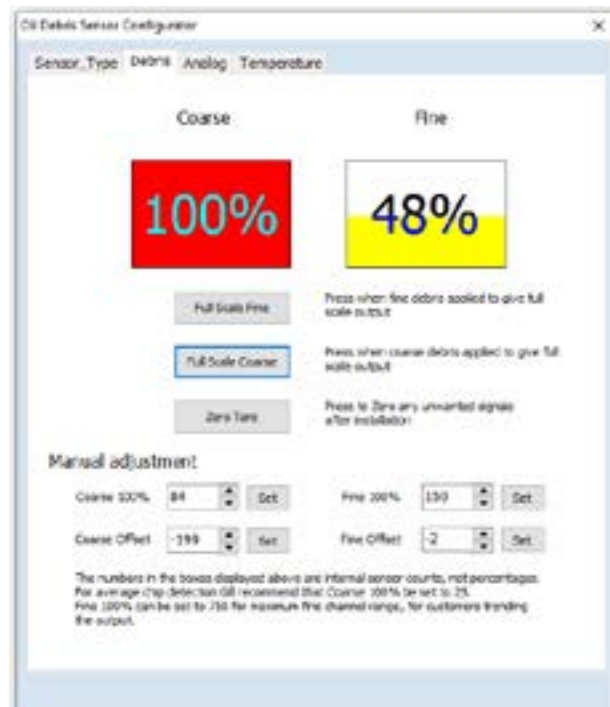 Oil Debris Sensor Configurator
Sensor_Type Debris Analog Temperature
Coarse Fine
100% 48%
Full Scale Fine
Press when fine debris applied to give full
scale output
Full Scale Coarse
Press when coarse debris applied to give full
scale output
Zero Tare
Press to Zero any unwanted signals
after installation
Manual adjustment
Coarse 100% 84 Set Fine 100% 150 Set
Coarse Offset Set Fine Offset -2 Set
The numbers in the boxes displayed above are internal sensor counts, not percentages.
For average chip detection Gill recommend that Coarse 100% be set to
Fine 100% can be set to for maximum fine channel range, for customers trending
the output.